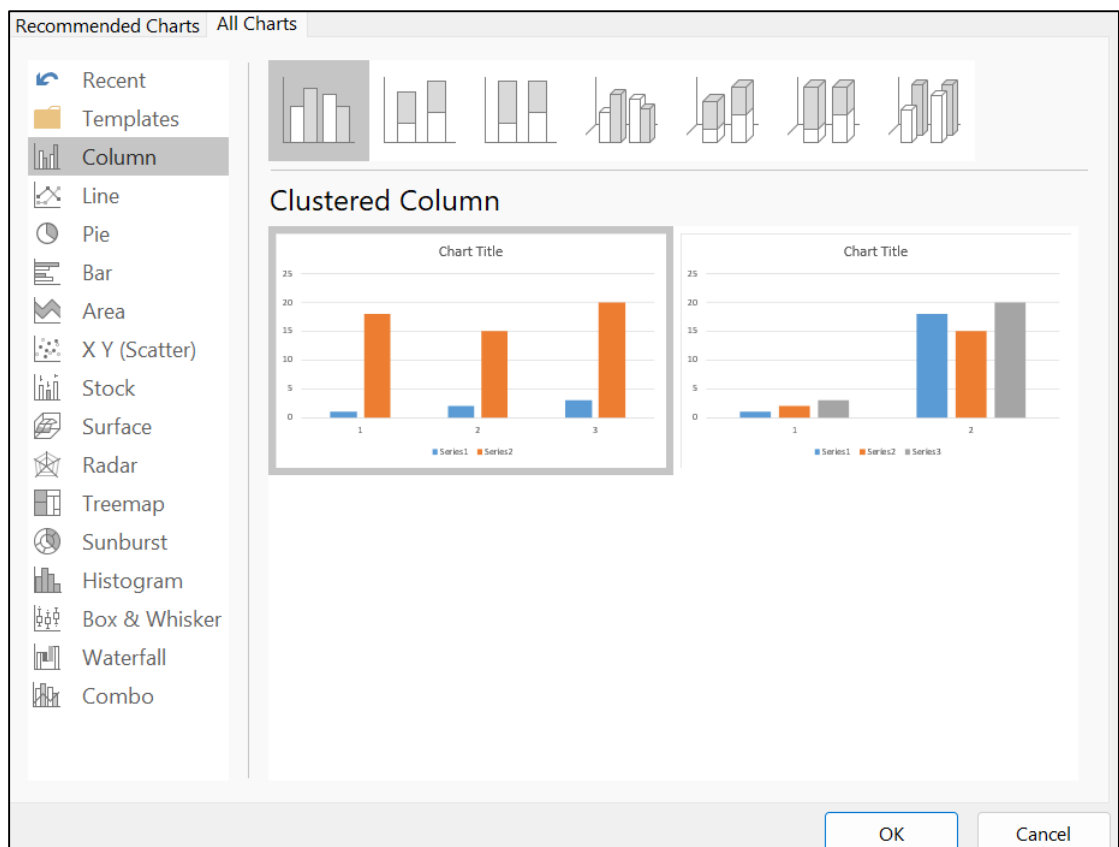 Recommended Charts All Charts
Recent
Templates
Column
Line
Pie
Bar
Area
X Y (Scatter)
Stock
Surface
Radar
Treemap
Sunburst
Histogram
Box & Whisker
Waterfall
Combo
Clustered Column
Chart Title
25
20
15
10
5
0
1 2 3
Series1 Series2
Chart Title
25
20
15
10
5
0
1 2
Series1 Series2 Series3
OK Cancel